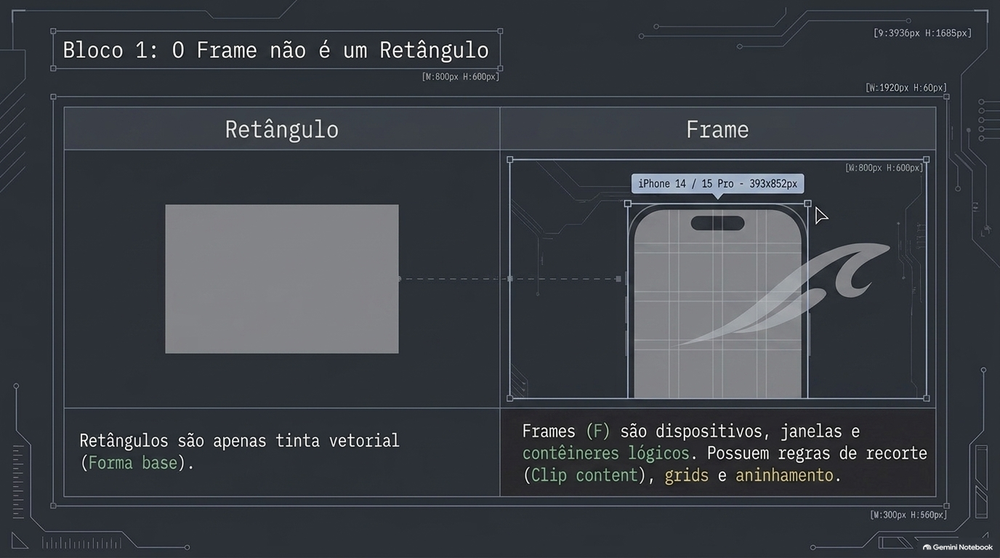 Bloco 1: O Frame não é um Retângulo
[M:800px H:600px]
[9:3936px H:1685px]
[W:1920px H:60px]
Retângulo
Frame
[W:800px H:600px]
iPhone 14 / 15 Pro - 393x852px
Retângulos são apenas tinta vetorial
(Forma base).
Frames (F) são dispositivos, janelas e
contêineres lógicos. Possuem regras de recorte
(Clip content), grids e aninhamento.
[M:300px H:560px]
Gemini Notebook